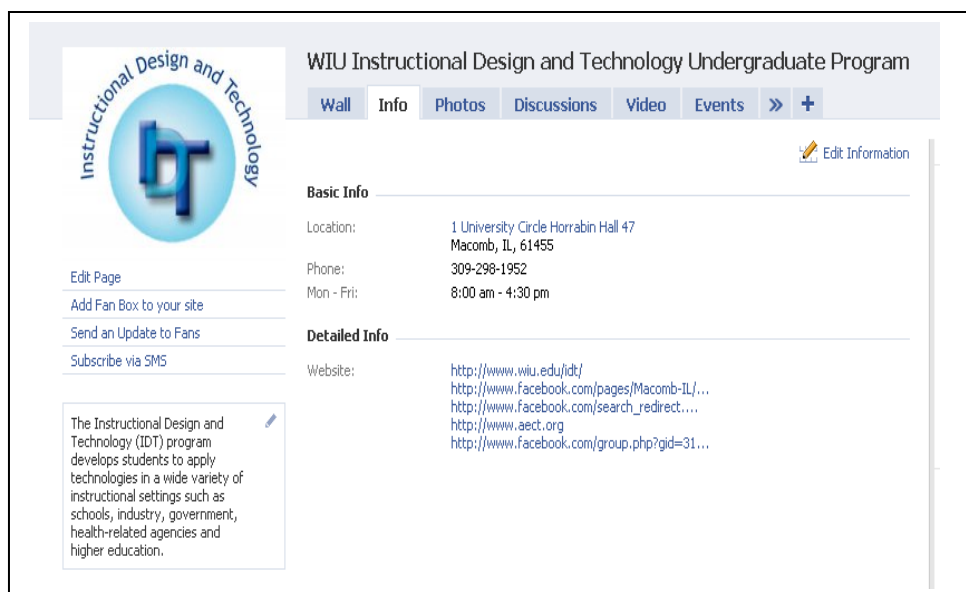 Instructional Design and Technology
IDT
WIU Instructional Design and Technology Undergraduate Program
Wall Info Photos Discussions Video Events » +
Edit Information
Basic Info
Location: 1 University Circle Horrabin Hall 47
Macomb, IL, 61455
Phone: 309-298-1952
Mon - Fri: 8:00 am - 4:30 pm
Detailed Info
Website: http://www.wiu.edu/idt/
http://www.facebook.com/pages/Macomb-IL/...
http://www.facebook.com/search_redirect....
http://www.aect.org
http://www.facebook.com/group.php?gid=31...
Edit Page
Add Fan Box to your site
Send an Update to Fans
Subscribe via SMS
The Instructional Design and
Technology (IDT) program
develops students to apply
technologies in a wide variety of
instructional settings such as
schools, industry, government,
health-related agencies and
higher education.